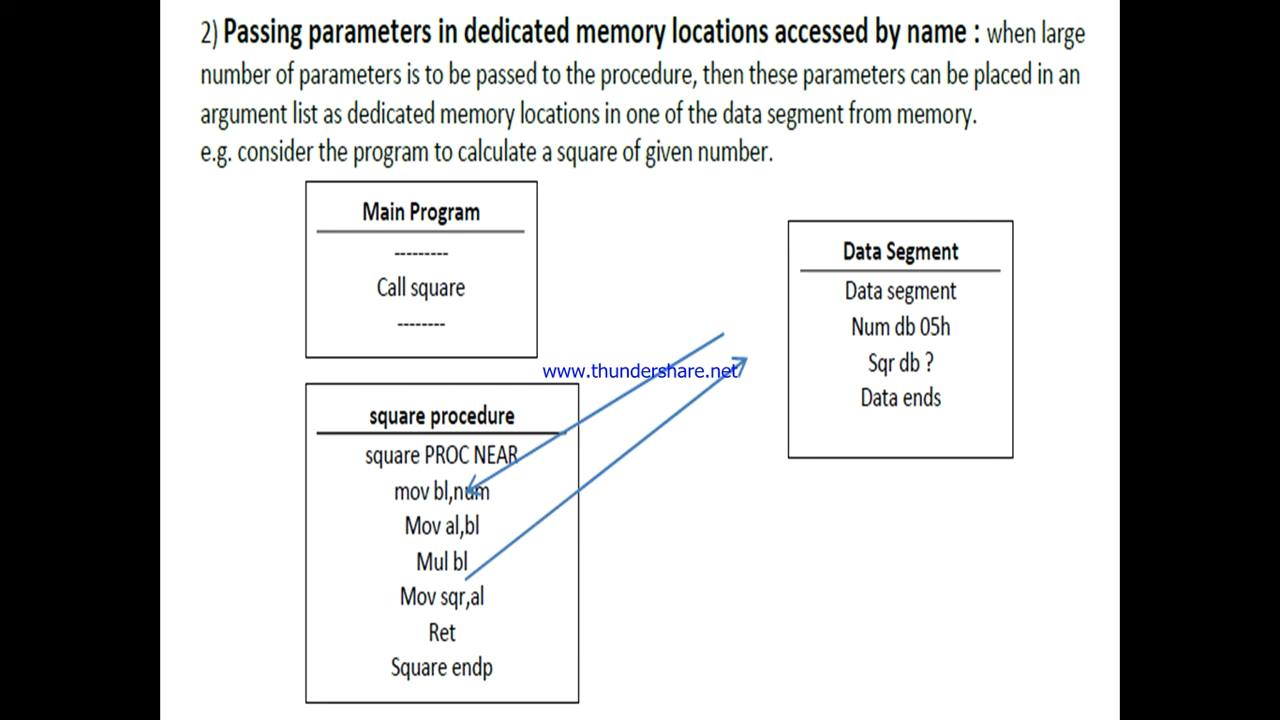 2) Passing parameters in dedicated memory locations accessed by name : when large
number of parameters is to be passed to the procedure, then these parameters can be placed in an
argument list as dedicated memory locations in one of the data segment from memory.
e.g. consider the program to calculate a square of given number.
Main Program
---------
Call square
--------
Data Segment
Data segment
Num db 05h
Sqr db ?
Data ends
www.thundershare.net
square procedure
square PROC NEAR
mov bl,num
Mov al,bl
Mul bl
Mov sqr,al
Ret
Square endp